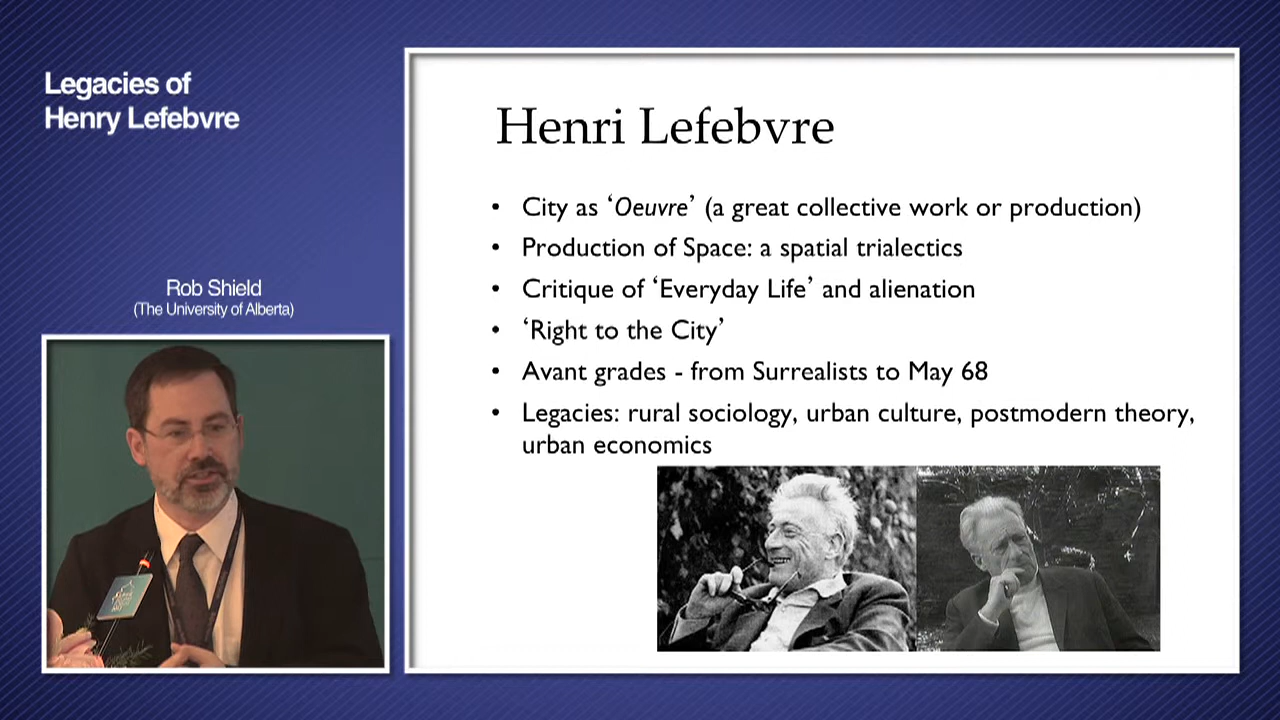 Legacies of
Henry Lefebvre
Rob Shield
(The University of Alberta)
Henri Lefebvre
• City as ‘Oeuvre’ (a great collective work or production)
• Production of Space: a spatial trialectics
• Critique of ‘Everyday Life’ and alienation
• ‘Right to the City’
• Avant grades - from Surrealists to May 68
• Legacies: rural sociology, urban culture, postmodern theory,
urban economics